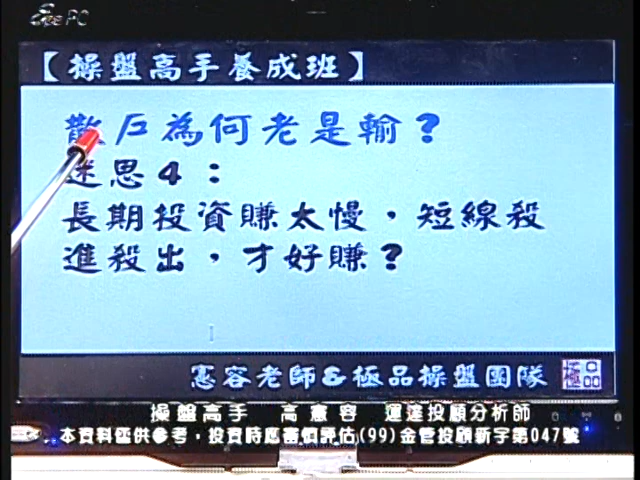 Eee PC
【操盤高手養成班】
散戶為何老是輸？
迷思4：
長期投資賺太慢，短線殺
進殺出，才好賺？
憲容老師&極品操盤團隊
操盤高手 高憲容 運達投顧分析師
本資料僅供參考，投資時應審慎評估(99)金管投顧新字第047號